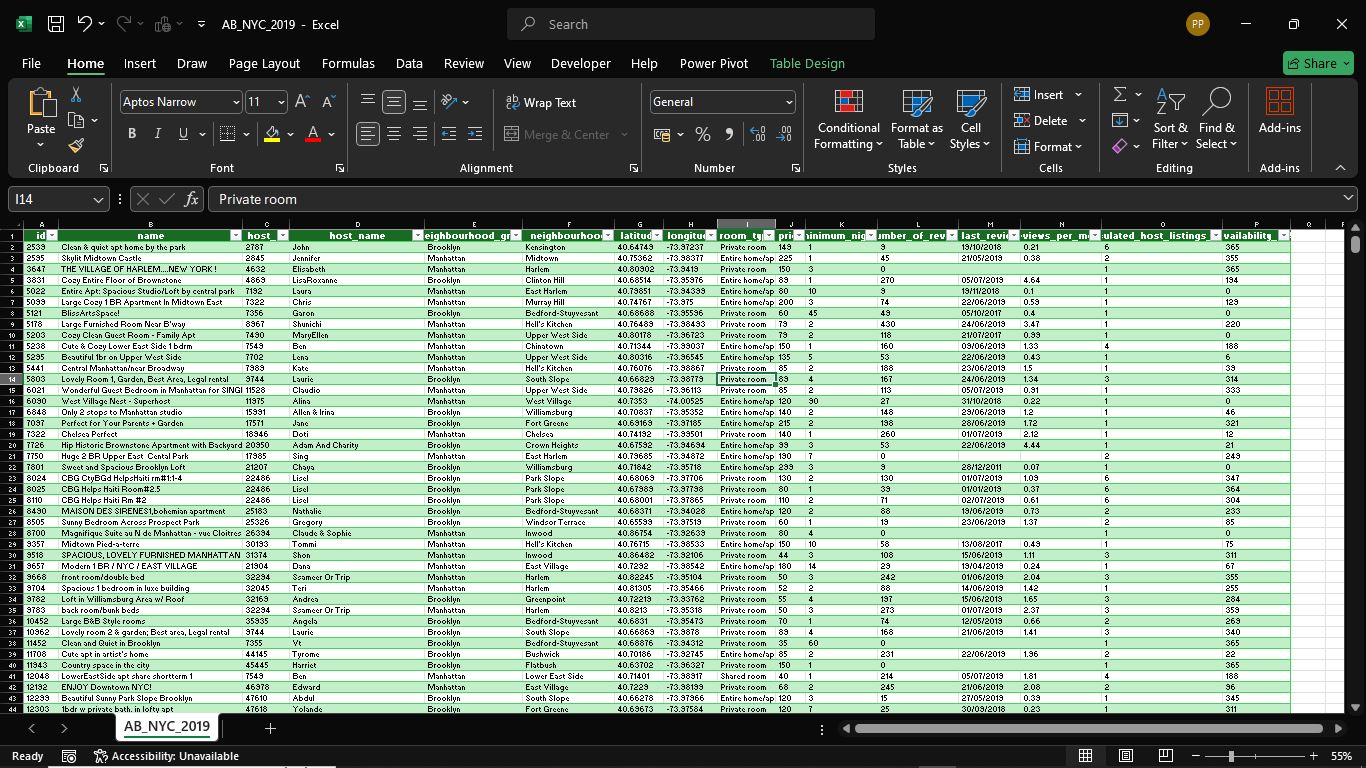 AB_NYC_2019 - Excel
Search
PP
File Home Insert Draw Page Layout Formulas Data Review View Developer Help Power Pivot Table Design Share
Paste Aptos Narrow 11 Wrap Text General Conditional Formatting Format as Table Cell Styles Insert Sort & Filter Find & Select Add-ins
B I U Merge & Center Delete
Format
Clipboard Font Alignment Number Styles Cells Editing Add-ins
I14 fx Private room
A B C D E F G H I J K L M N O P Q R
1 id name host_ host_name eighbourhood_gr neighbourhoo latitud longitud room_ty pri inimum_nig umber_of_rev last_revie views_per_m ulated_host_listings_ vailability_
2 2539 Clean & quiet apt home by the park 2787 John Brooklyn Kensington 40.64749 -73.97237 Private room 149 1 9 19/10/2018 0.21 6 365
3 2595 Skylit Midtown Castle 2845 Jennifer Manhattan Midtown 40.75362 -73.98377 Entire home/ap 225 1 45 21/05/2019 0.38 2 355
4 3647 THE VILLAGE OF HARLEM....NEW YORK ! 4632 Elisabeth Manhattan Harlem 40.80902 -73.9419 Private room 150 3 0 1 365
5 3831 Cozy Entire Floor of Brownstone 4869 LisaRoxanne Brooklyn Clinton Hill 40.68514 -73.95976 Entire home/ap 89 1 270 05/07/2019 4.64 1 194
6 5022 Entire Apt: Spacious Studio/Loft by central park 7192 Laura Manhattan East Harlem 40.79851 -73.94399 Entire home/ap 80 10 9 19/11/2018 0.1 1 0
7 5099 Large Cozy 1 BR Apartment In Midtown East 7322 Chris Manhattan Murray Hill 40.74767 -73.975 Entire home/ap 200 3 74 22/06/2019 0.59 1 129
8 5121 BlissArtsSpace! 7356 Garon Brooklyn Bedford-Stuyvesant 40.68688 -73.95596 Private room 60 45 49 05/10/2017 0.4 1 0
9 5178 Large Furnished Room Near B'way 8967 Shunichi Manhattan Hell's Kitchen 40.76489 -73.98493 Private room 79 2 430 24/06/2019 3.47 1 220
10 5203 Cozy Clean Guest Room - Family Apt 7490 MaryEllen Manhattan Upper West Side 40.80178 -73.96723 Private room 79 2 118 21/07/2017 0.99 1 0
11 5238 Cute & Cozy Lower East Side 1 bdrm 7549 Ben Manhattan Chinatown 40.71344 -73.99037 Entire home/ap 150 1 160 09/06/2019 1.33 4 188
12 5295 Beautiful 1br on Upper West Side 7702 Lena Manhattan Upper West Side 40.80316 -73.96545 Entire home/ap 135 5 53 22/06/2019 0.43 1 6
13 5441 Central Manhattan/near Broadway 7989 Kate Manhattan Hell's Kitchen 40.76076 -73.98867 Private room 85 2 188 23/06/2019 1.5 1 39
14 5803 Lovely Room 1, Garden, Best Area, Legal rental 9744 Laurie Brooklyn South Slope 40.66829 -73.98779 Private room 89 4 167 24/06/2019 1.34 3 314
15 6021 Wonderful Guest Bedroom in Manhattan for SINGL 11528 Claudio Manhattan Upper West Side 40.79826 -73.96113 Private room 85 2 113 05/07/2019 0.91 1 333
16 6090 West Village Nest - Superhost 11975 Alina Manhattan West Village 40.7353 -74.00525 Entire home/ap 120 90 27 31/10/2018 0.22 1 0
17 6848 Only 2 stops to Manhattan studio 15991 Allen & Irina Brooklyn Williamsburg 40.70837 -73.95352 Entire home/ap 140 2 148 29/06/2019 1.2 1 46
18 7097 Perfect for Your Parents + Garden 17571 Jane Brooklyn Fort Greene 40.69169 -73.97185 Entire home/ap 215 2 198 28/06/2019 1.72 1 321
19 7322 Chelsea Perfect 18946 Doti Manhattan Chelsea 40.74192 -73.99501 Private room 140 1 260 01/07/2019 2.12 1 12
20 7726 Hip Historic Brownstone Apartment with Backyard 20950 Adam And Charity Brooklyn Crown Heights 40.67592 -73.94694 Entire home/ap 99 3 53 22/06/2019 4.44 1 21
21 7750 Huge 2 BR Upper East Cental Park 17985 Sing Manhattan East Harlem 40.79685 -73.94872 Entire home/ap 190 7 0 2 249
22 7801 Sweet and Spacious Brooklyn Loft 21207 Chaya Brooklyn Williamsburg 40.71842 -73.95718 Entire home/ap 299 3 9 28/12/2011 0.07 1 0
23 8024 CBG CtyBGd HelpsHaiti rm#1:1-4 22486 Lisel Brooklyn Park Slope 40.68069 -73.97706 Private room 130 2 130 01/07/2019 1.09 6 347
24 8025 CBG Helps Haiti Room#2.5 22486 Lisel Brooklyn Park Slope 40.67989 -73.97798 Private room 80 1 39 01/01/2019 0.37 6 364
25 8110 CBG Helps Haiti Rm #2 22486 Lisel Brooklyn Park Slope 40.68001 -73.97865 Private room 110 2 71 02/07/2019 0.61 6 304
26 8490 MAISON DES SIRENES1,bohemian apartment 25183 Nathalie Brooklyn Bedford-Stuyvesant 40.68371 -73.94028 Entire home/ap 120 2 88 19/06/2019 0.73 2 233
27 8505 Sunny Bedroom Across Prospect Park 25326 Gregory Brooklyn Windsor Terrace 40.65599 -73.97519 Private room 60 1 19 23/06/2019 1.37 2 85
28 8700 Magnifique Suite au N de Manhattan - vue Cloitres 26394 Claude & Sophie Manhattan Inwood 40.86754 -73.92639 Private room 80 4 0 1 0
29 9357 Midtown Pied-a-terre 30193 Tommi Manhattan Hell's Kitchen 40.76715 -73.98533 Entire home/ap 150 10 58 13/08/2017 0.49 1 75
30 9518 SPACIOUS, LOVELY FURNISHED MANHATTAN 31374 Shon Manhattan Inwood 40.86482 -73.92106 Private room 44 3 108 15/06/2019 1.11 3 311
31 9657 Modern 1 BR / NYC / EAST VILLAGE 21904 Dana Manhattan East Village 40.7292 -73.98542 Entire home/ap 180 14 29 19/04/2019 0.24 1 67
32 9668 front room/double bed 32294 Ssameer Or Trip Manhattan Harlem 40.82245 -73.95104 Private room 50 3 242 01/06/2019 2.04 3 355
33 9704 Spacious 1 bedroom in luxe building 32045 Teri Manhattan Harlem 40.81305 -73.95466 Private room 52 2 88 14/06/2019 1.42 1 255
34 9782 Loft in Williamsburg Area w/ Roof 32169 Andrea Brooklyn Greenpoint 40.72219 -73.93762 Private room 55 4 197 15/06/2019 1.65 3 284
35 9783 back room/bunk beds 32294 Ssameer Or Trip Manhattan Harlem 40.8213 -73.95318 Private room 50 3 273 01/07/2019 2.37 3 359
36 10452 Large B&B Style rooms 35935 Angela Brooklyn Bedford-Stuyvesant 40.6831 -73.95473 Private room 70 1 74 12/05/2019 0.66 2 269
37 10962 Lovely room 2 & garden; Best area, Legal rental 9744 Laurie Brooklyn South Slope 40.66869 -73.9878 Private room 89 4 168 21/06/2019 1.41 3 340
38 11452 Clean and Quiet in Brooklyn 7355 Vt Brooklyn Bedford-Stuyvesant 40.68876 -73.94312 Private room 35 60 0 1 365
39 11708 Cute apt in artist's home 44145 Tyrome Brooklyn Bushwick 40.70186 -73.92745 Entire home/ap 85 2 231 22/06/2019 1.96 2 22
40 11943 Country space in the city 45445 Harriet Brooklyn Flatbush 40.63702 -73.96327 Private room 150 1 0 1 365
41 12048 LowerEastSide apt share shortterm 1 7549 Ben Manhattan Lower East Side 40.71401 -73.98917 Shared room 40 1 214 05/07/2019 1.81 4 188
42 12192 ENJOY Downtown NYC! 46978 Edward Manhattan East Village 40.7229 -73.98199 Private room 68 2 245 21/06/2019 2.08 2 96
43 12299 Beautiful Sunny Park Slope Brooklyn 47610 Abdul Brooklyn South Slope 40.66278 -73.97966 Entire home/ap 120 3 15 27/05/2019 0.39 1 345
44 12303 1bdr w private bath. in lofty apt 47618 Yolande Brooklyn Fort Greene 40.69673 -73.97584 Private room 120 7 25 30/09/2018 0.23 1 311
AB_NYC_2019
Ready Accessibility: Unavailable 55%